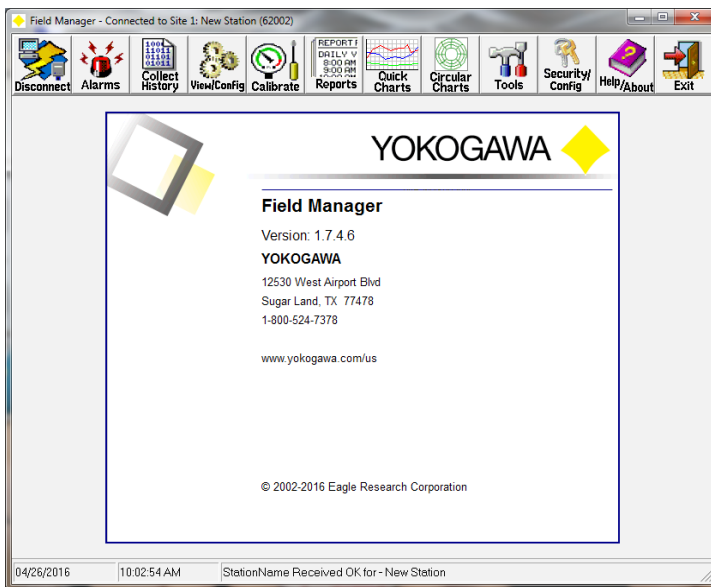 Field Manager - Connected to Site 1: New Station (62002)
Disconnect
Alarms
Collect
History
View/Config
Calibrate
REPORT
DAILY V
8:00 AM
9:00 AM
Reports
Quick
Charts
Circular
Charts
Tools
Security/
Config
Help/About
Exit
YOKOGAWA
Field Manager
Version: 1.7.4.6
YOKOGAWA
12530 West Airport Blvd
Sugar Land, TX 77478
1-800-524-7378
www.yokogawa.com/us
© 2002-2016 Eagle Research Corporation
04/26/2016 10:02:54 AM StationName Received OK for - New Station